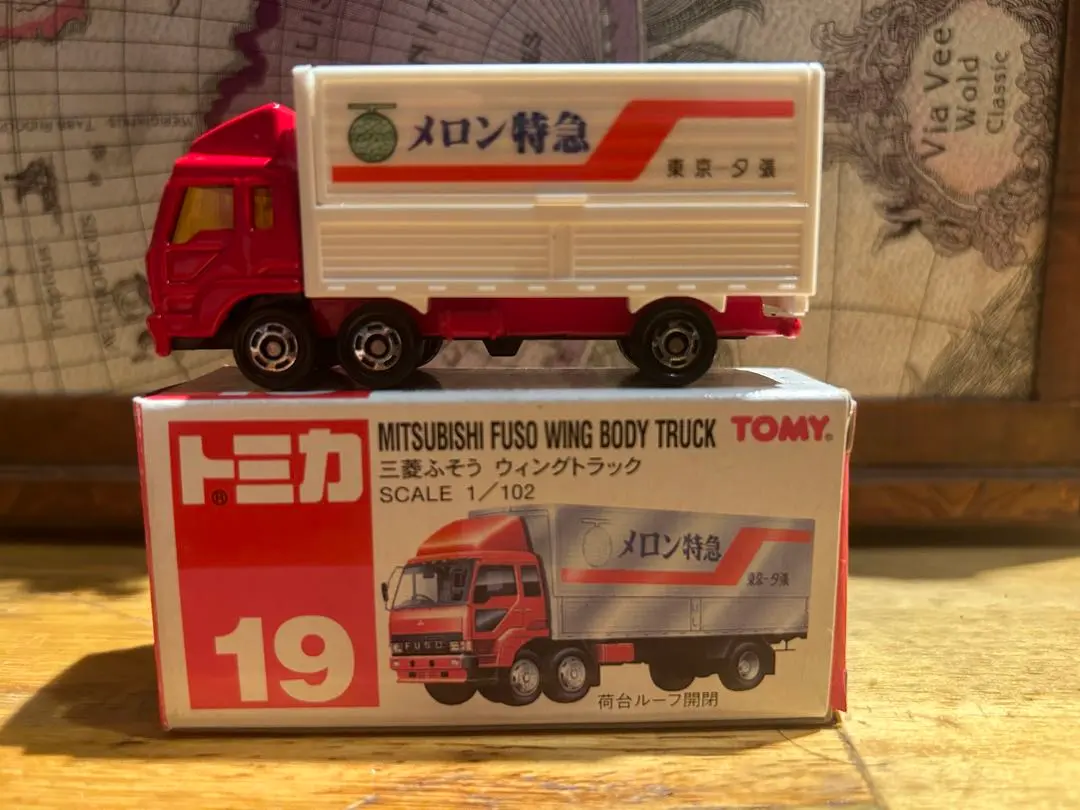 Via Vee
Wold
Classic
メロン特急
東京ー夕張
トミカ®
MITSUBISHI FUSO WING BODY TRUCK
TOMY®
三菱ふそう ウィングトラック
SCALE 1/102
メロン特急
東京ー夕張
FUSO
19
荷台ルーフ開閉